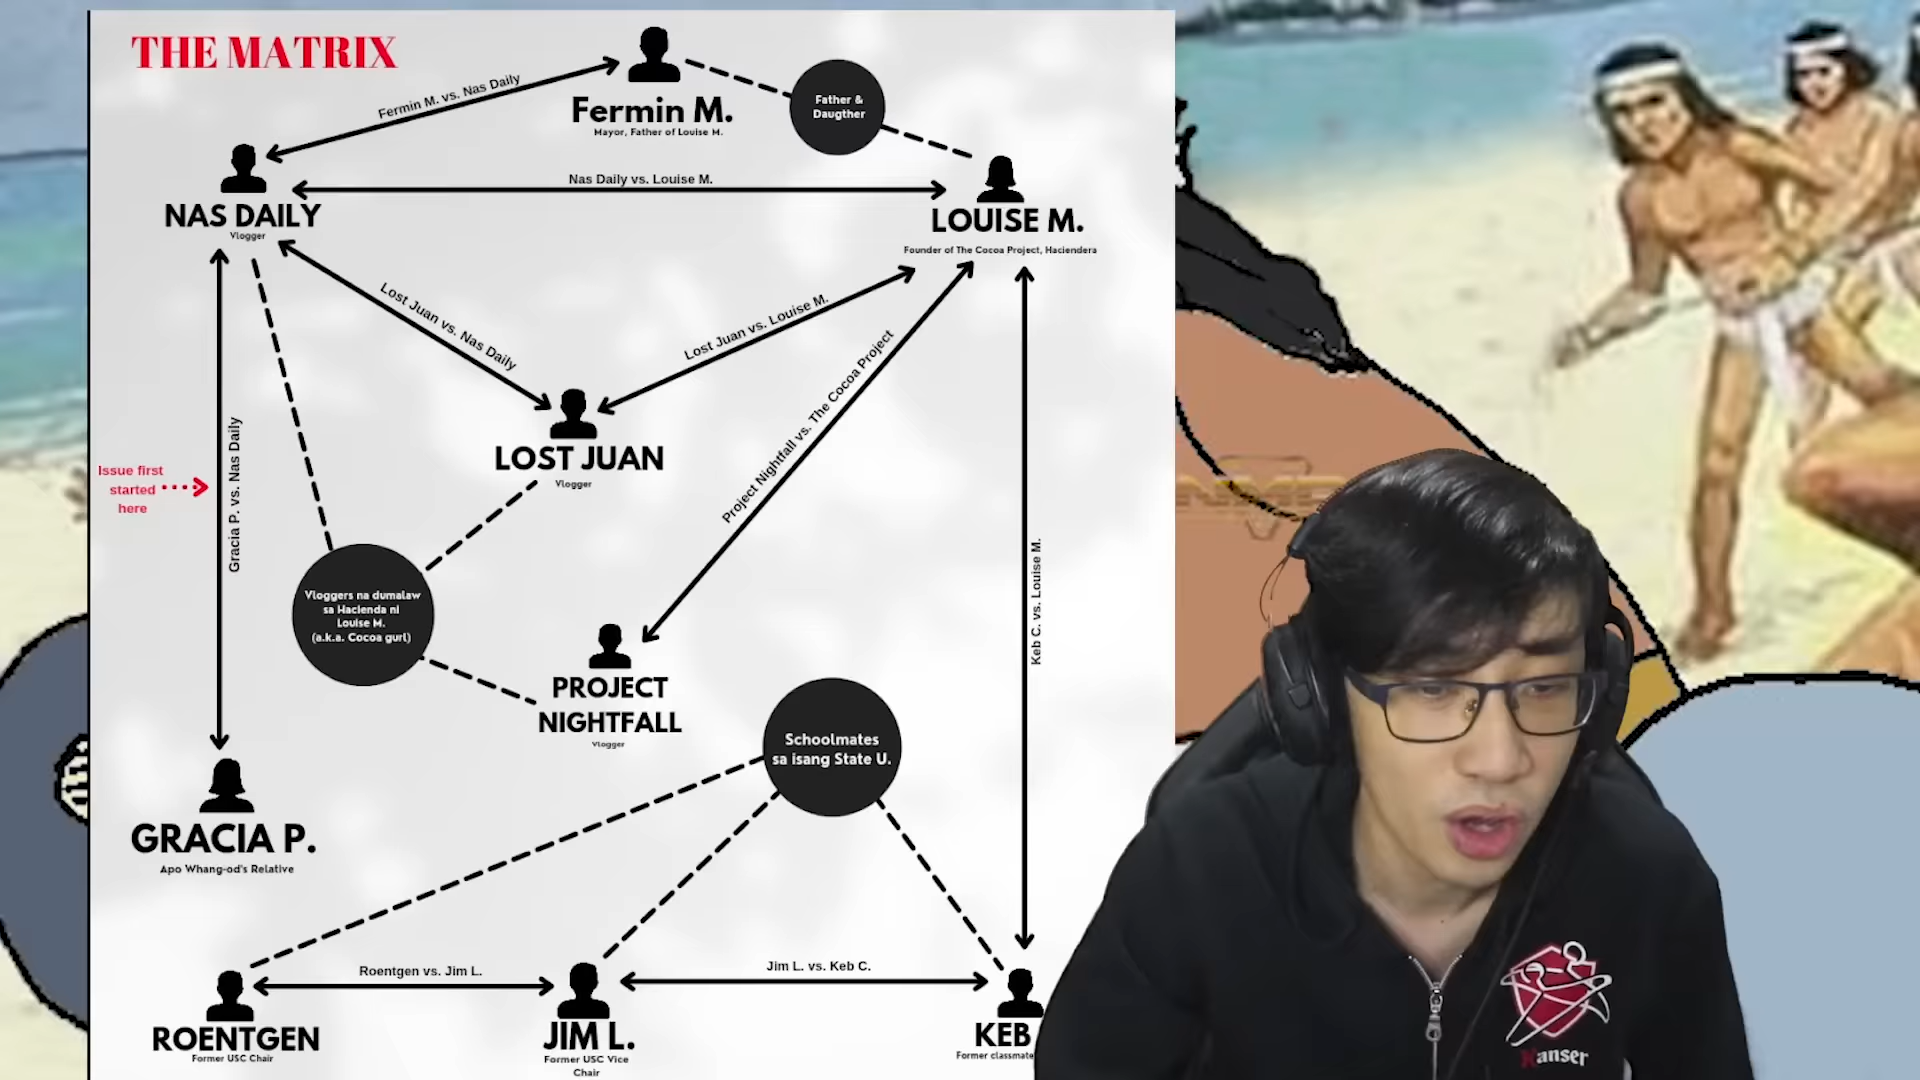 THE MATRIX
Fermin M. vs. Nas Daily
Fermin M.
Mayor, Father of Louise M.
Father &
Daugther
NAS DAILY
Vlogger
Nas Daily vs. Louise M.
LOUISE M.
Founder of The Cocoa Project, Haciendera
Lost Juan vs. Nas Daily
Lost Juan vs. Louise M.
LOST JUAN
Vlogger
Project Nightfall vs. The Cocoa Project
Issue first
started
here
Gracia P. vs. Nas Daily
Keb C. vs. Louise M.
Vloggers na dumalaw
sa Hacienda ni
Louise M.
(a.k.a. Cocoa gurl)
PROJECT
NIGHTFALL
Vlogger
Schoolmates
sa isang State U.
GRACIA P.
Apo Whang-od's Relative
Roentgen vs. Jim L.
Jim L. vs. Keb C.
ROENTGEN
Former USC Chair
JIM L.
Former USC Vice
Chair
KEB
Former classmate
Kanser